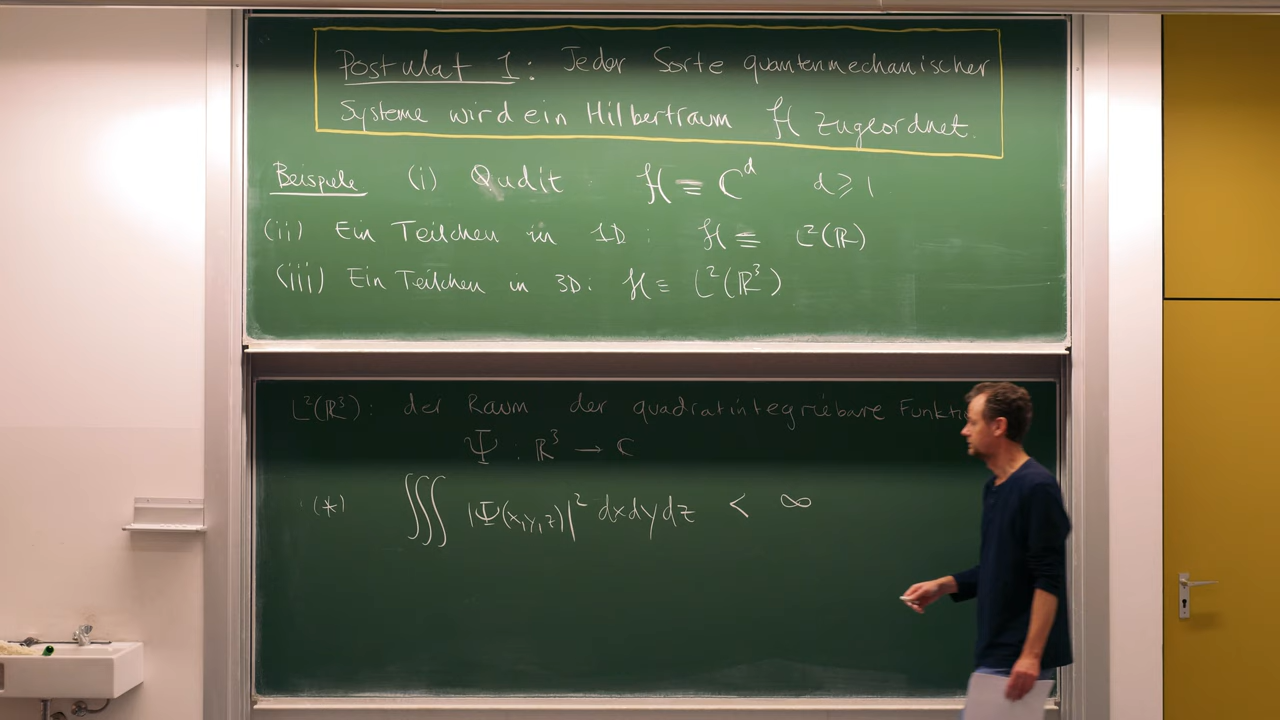 Postulat 1: Jeder Sorte quantenmechanischer
Systeme wird ein Hilbertraum ℋ zugeordnet.
Beispiele (i) Qudit ℋ ≡ ℂ^d d ⩾ 1
(ii) Ein Teilchen in 1D: ℋ ≡ L²(ℝ)
(iii) Ein Teilchen in 3D: ℋ ≡ L²(ℝ³)
L²(ℝ³): der Raum der quadratintegriebare
Ψ : ℝ³ → ℂ
(*) ∭ |Ψ(x,y,z)|² dxdydz < ∞